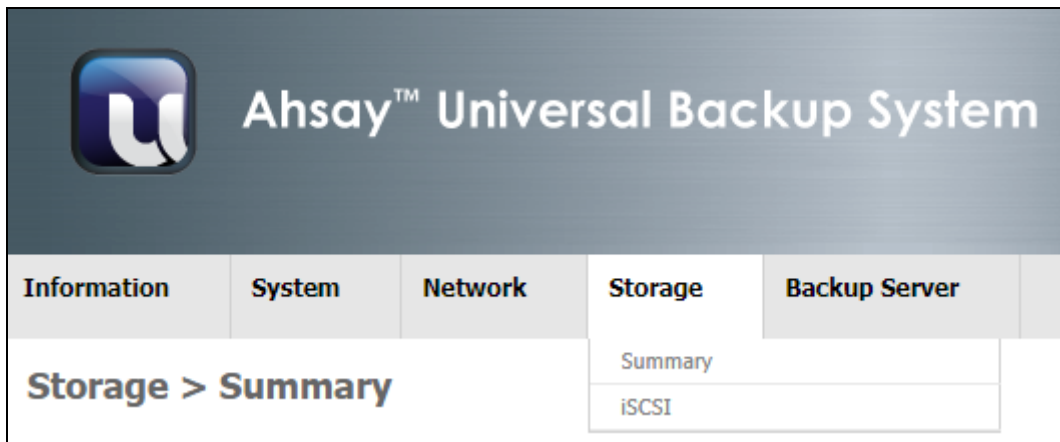 Ahsay™ Universal Backup System
Information System Network Storage Backup Server
Summary
Storage > Summary
iSCSI